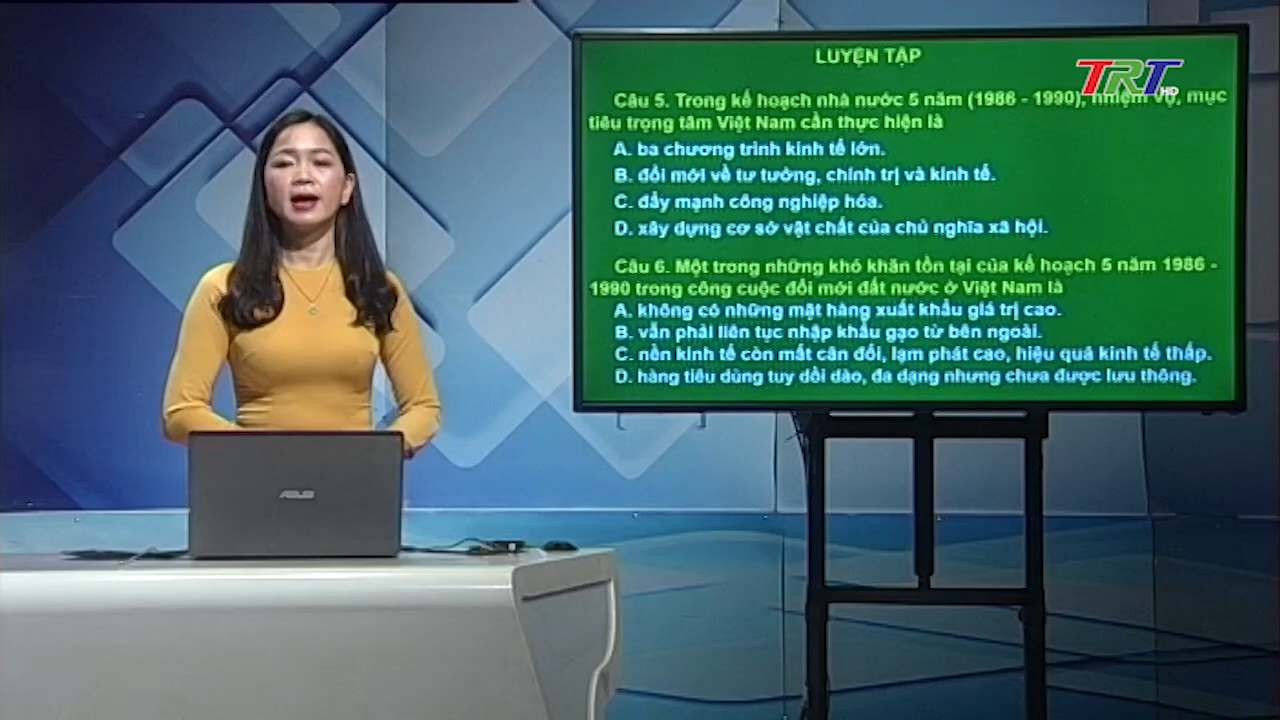 LUYỆN TẬP
TRT HD
Câu 5. Trong kế hoạch nhà nước 5 năm (1986 - 1990), nhiệm vụ, mục
tiêu trọng tâm Việt Nam cần thực hiện là
A. ba chương trình kinh tế lớn.
B. đổi mới về tư tưởng, chính trị và kinh tế.
C. đẩy mạnh công nghiệp hóa.
D. xây dựng cơ sở vật chất của chủ nghĩa xã hội.
Câu 6. Một trong những khó khăn tồn tại của kế hoạch 5 năm 1986 -
1990 trong công cuộc đổi mới đất nước ở Việt Nam là
A. không có những mặt hàng xuất khẩu giá trị cao.
B. vẫn phải liên tục nhập khẩu gạo từ bên ngoài.
C. nền kinh tế còn mất cân đối, lạm phát cao, hiệu quả kinh tế thấp.
D. hàng tiêu dùng tuy dồi dào, đa dạng nhưng chưa được lưu thông.
ASUS